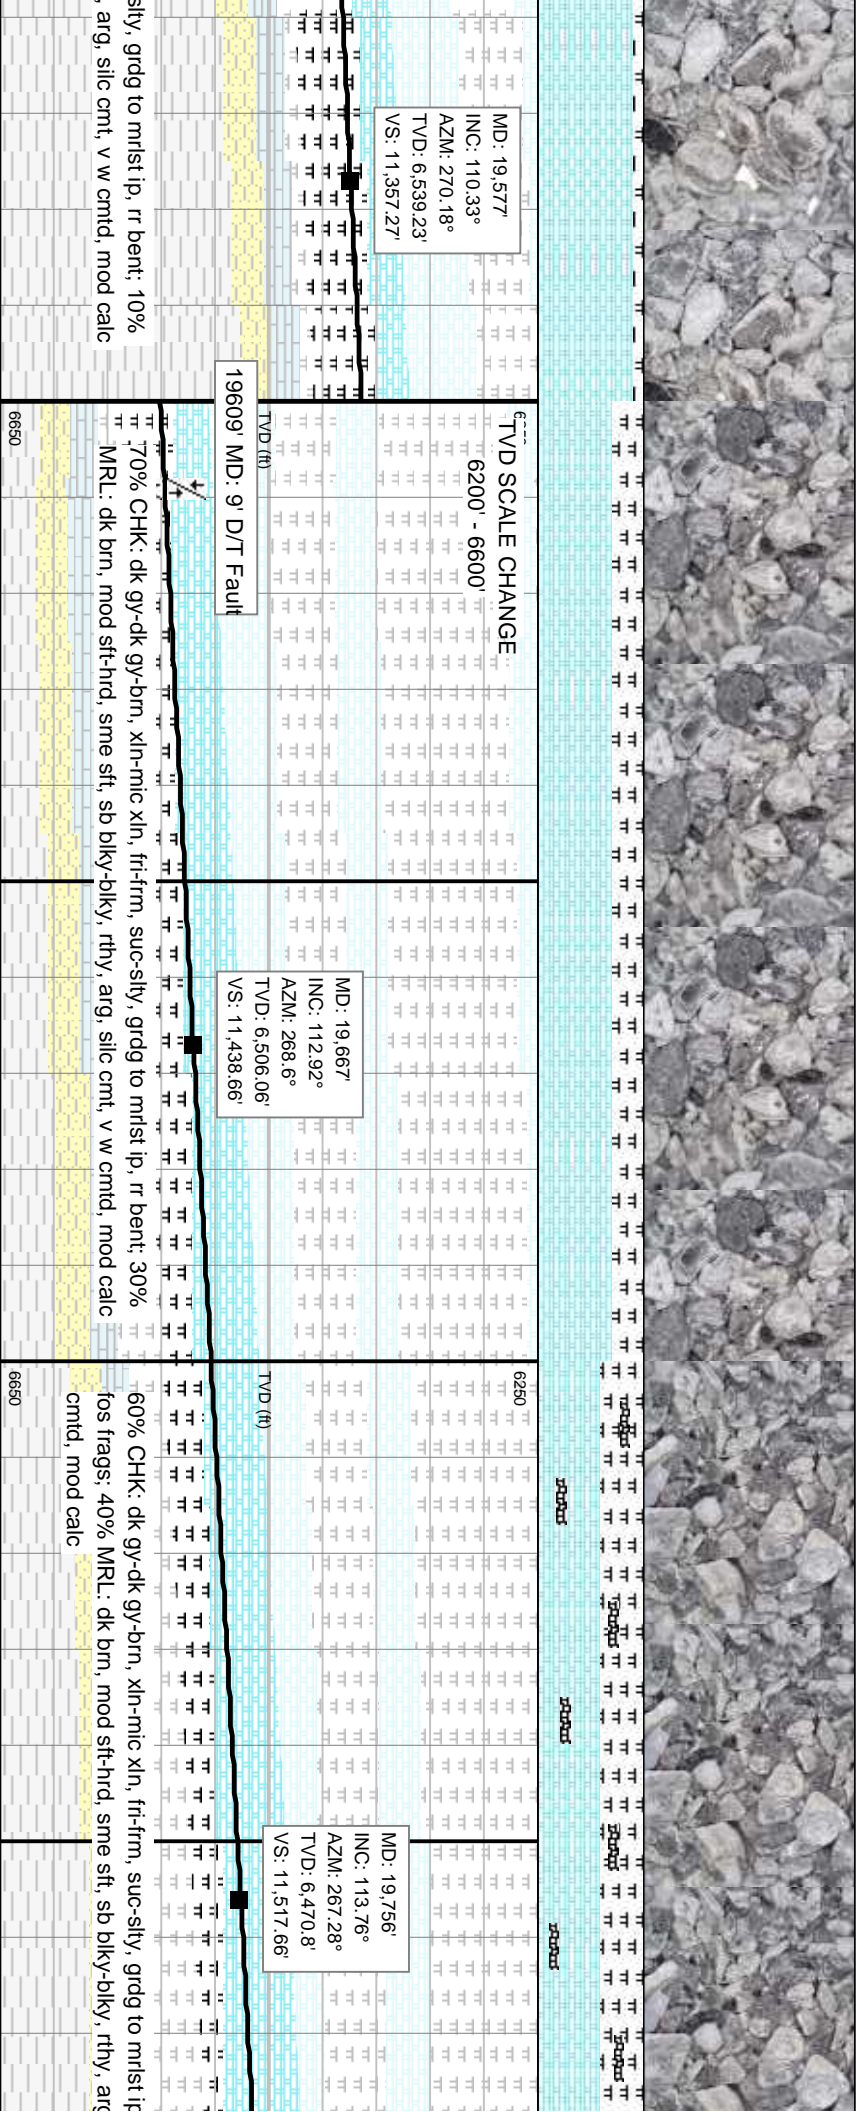 MD: 19,577'
INC: 110.33°
AZM: 270.18°
TVD: 6,539.23'
VS: 11,357.27'
slty, grdg to mrlst ip, rr bent; 10%
, arg, silc cmt, v w cmtd, mod calc
TVD SCALE CHANGE
6200' - 6600'
TVD (ft)
6650
19609' MD: 9' D/T Fault
70% CHK: dk gy-dk gy-brn, xln-mic xln, fri-frm, suc-slty, grdg to mrlst ip, rr bent; 30%
MRL: dk brn, mod sft-hrd, sme sft, sb blky-blky, rthy, arg, silc cmt, v w cmtd, mod calc
MD: 19,667'
INC: 112.92°
AZM: 268.6°
TVD: 6,506.06'
VS: 11,438.66'
6250
TVD (ft)
6650
60% CHK: dk gy-dk gy-brn, xln-mic xln, fri-frm, suc-slty, grdg to mrlst ip
fos frags; 40% MRL: dk brn, mod sft-hrd, sme sft, sb blky-blky, rthy, arg
cmtd, mod calc
MD: 19,756'
INC: 113.76°
AZM: 267.28°
TVD: 6,470.8'
VS: 11,517.66'